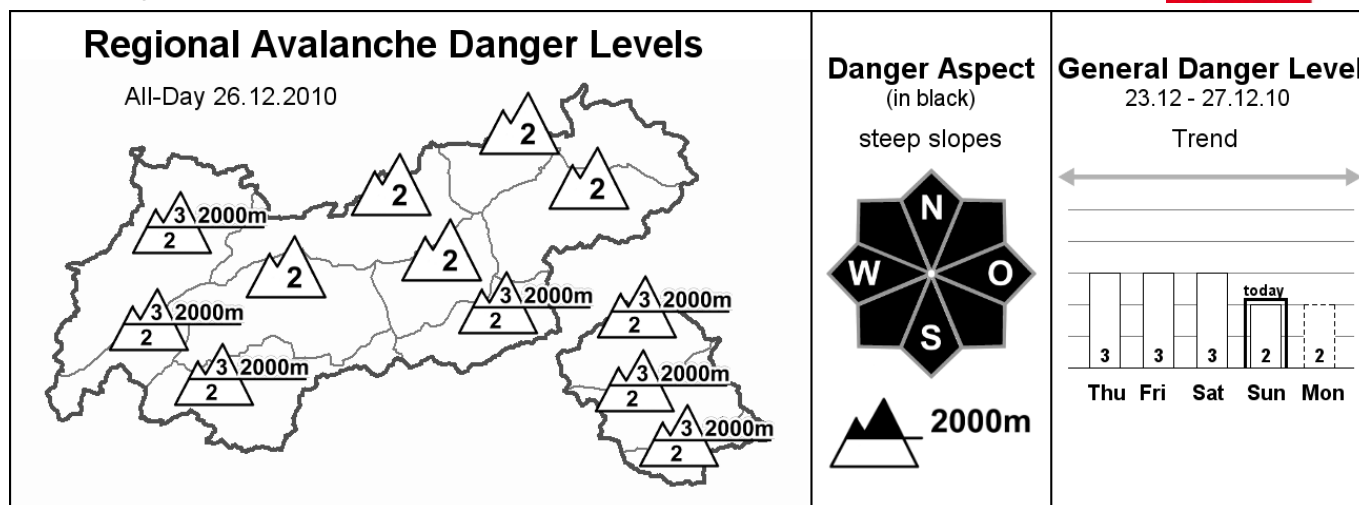 Regional Avalanche Danger Levels
All-Day 26.12.2010
2
2
2
3 2000m
2
2
2
3 2000m
2
3 2000m
2
3 2000m
2
3 2000m
2
3 2000m
2
3 2000m
2
Danger Aspect
(in black)
steep slopes
N
W O
S
2000m
General Danger Level
23.12 - 27.12.10
Trend
today
3 3 3 2 2
Thu Fri Sat Sun Mon